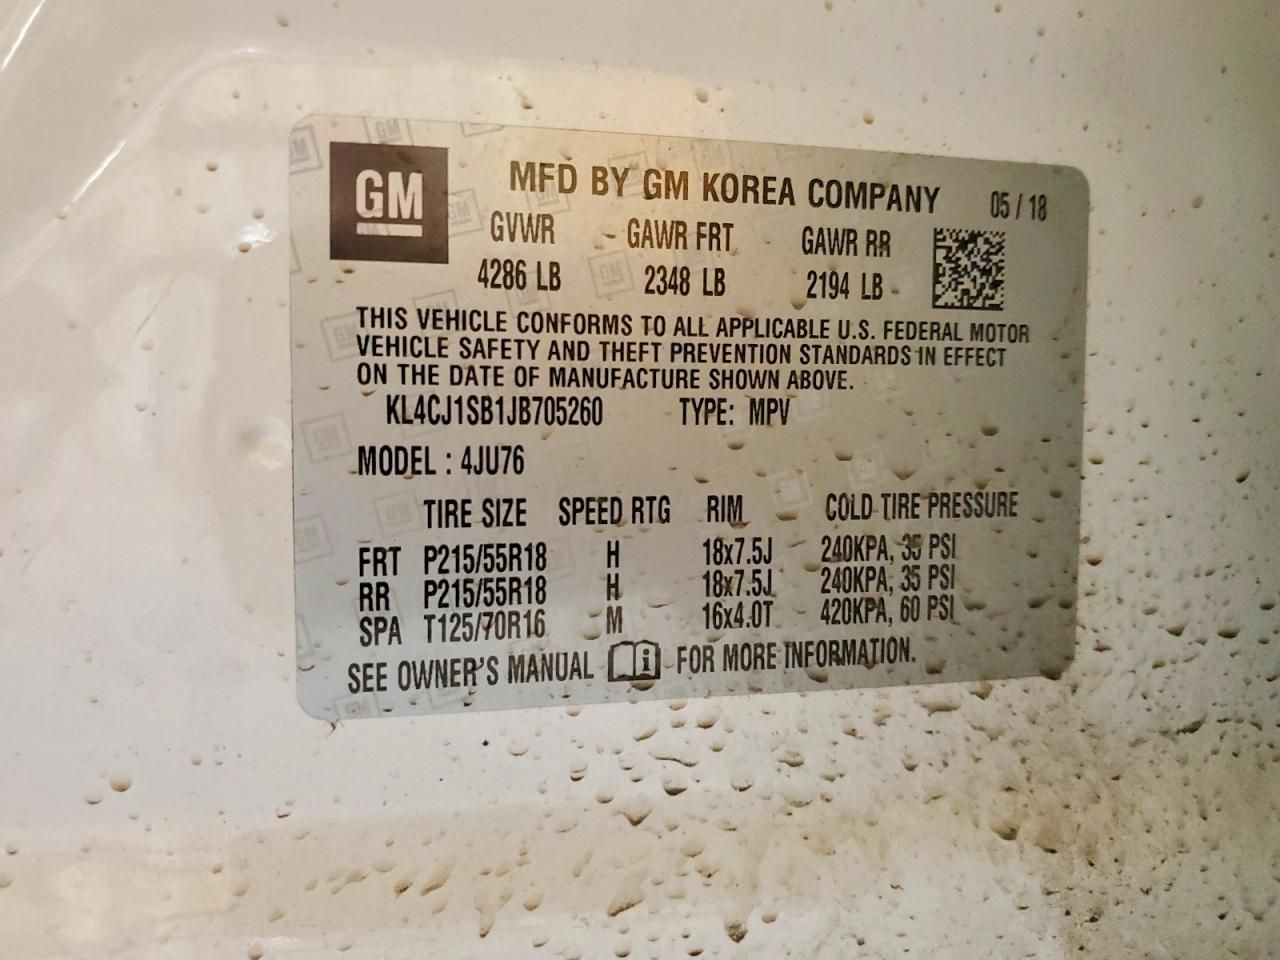 GM
MFD BY GM KOREA COMPANY 05 / 18
GVWR GAWR FRT GAWR RR
4286 LB 2348 LB 2194 LB
THIS VEHICLE CONFORMS TO ALL APPLICABLE U.S. FEDERAL MOTOR
VEHICLE SAFETY AND THEFT PREVENTION STANDARDS IN EFFECT
ON THE DATE OF MANUFACTURE SHOWN ABOVE.
KL4CJ1SB1JB705260 TYPE: MPV
MODEL : 4JU76
TIRE SIZE SPEED RTG RIM COLD TIRE PRESSURE
FRT P215/55R18 H 18x7.5J 240KPA, 35 PSI
RR P215/55R18 H 18x7.5J 240KPA, 35 PSI
SPA T125/70R16 M 16x4.0T 420KPA, 60 PSI
SEE OWNER'S MANUAL i FOR MORE INFORMATION.